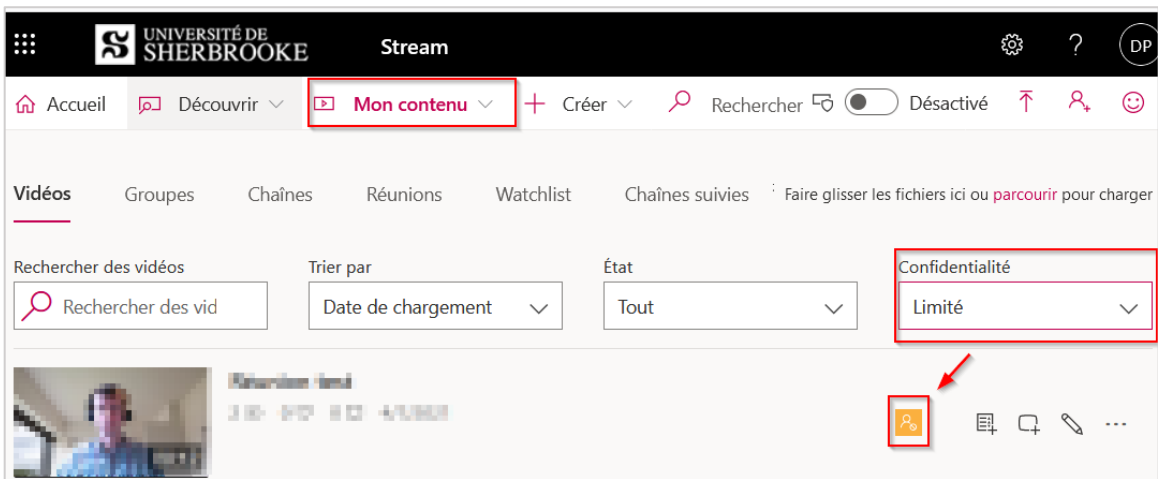 UNIVERSITÉ DE
SHERBROOKE
Stream
?
DP
Accueil
Découvrir
Mon contenu
Créer
Rechercher
Désactivé
Vidéos
Groupes
Chaînes
Réunions
Watchlist
Chaînes suivies
Faire glisser les fichiers ici ou parcourir pour charger
Rechercher des vidéos
Trier par
État
Confidentialité
Rechercher des vid
Date de chargement
Tout
Limité